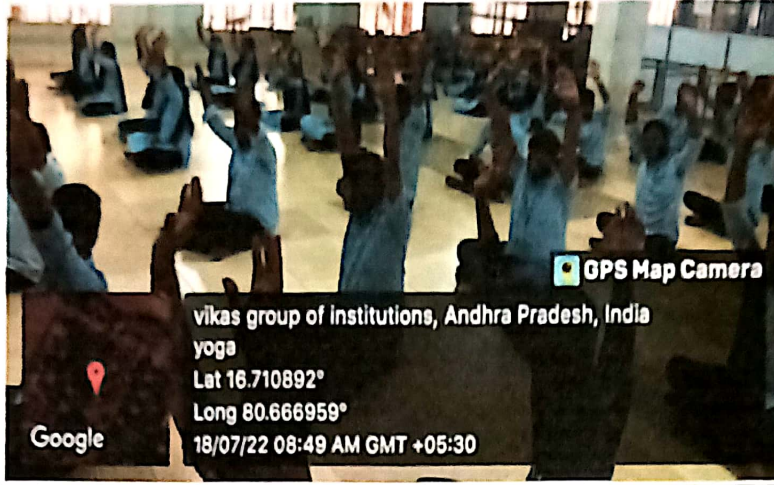 GPS Map Camera
vikas group of institutions, Andhra Pradesh, India
yoga
Lat 16.710892°
Long 80.666959°
18/07/22 08:49 AM GMT +05:30
Google